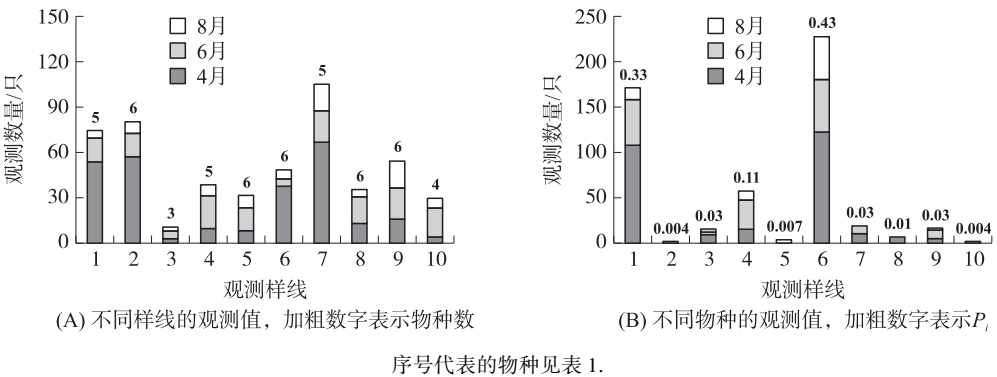 150
120
90
60
30
0
观测数量/只
8月
6月
4月
5
6
3
5
6
6
5
6
6
4
1 2 3 4 5 6 7 8 9 10
观测样线
(A) 不同样线的观测值，加粗数字表示物种数
250
200
150
100
50
0
观测数量/只
8月
6月
4月
0.33
0.004
0.03
0.11
0.007
0.43
0.03
0.01
0.03
0.004
1 2 3 4 5 6 7 8 9 10
观测样线
(B) 不同物种的观测值，加粗数字表示Pi
序号代表的物种见表 1.